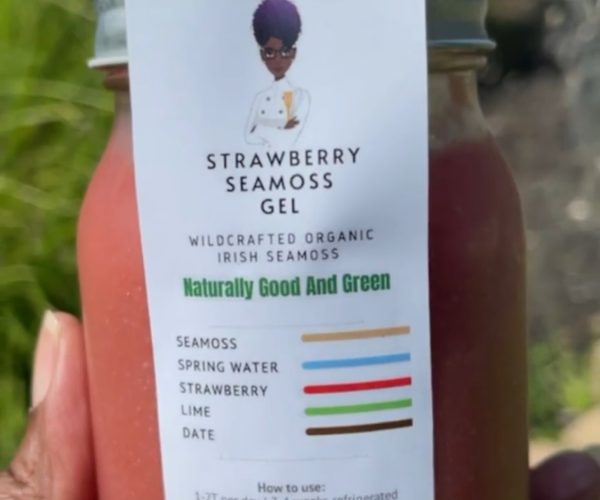 STRAWBERRY
SEAMOSS
GEL
WILDCRAFTED ORGANIC
IRISH SEAMOSS
Naturally Good And Green
SEAMOSS
SPRING WATER
STRAWBERRY
LIME
DATE
How to use:
refrigerated